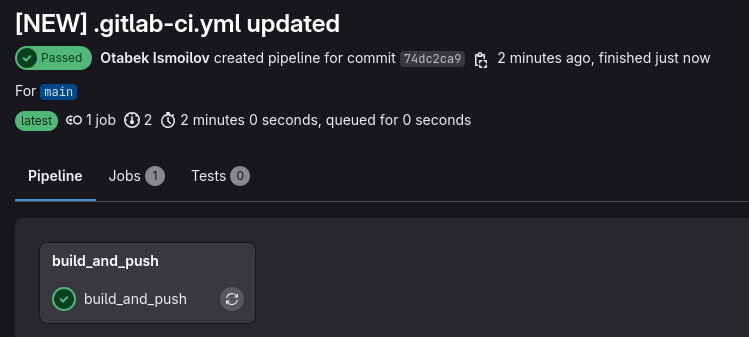 [NEW] .gitlab-ci.yml updated
Passed Otabek Ismoilov created pipeline for commit 74dc2ca9 2 minutes ago, finished just now
For main
latest 1 job 2 2 minutes 0 seconds, queued for 0 seconds
Pipeline Jobs 1 Tests 0
build_and_push
build_and_push